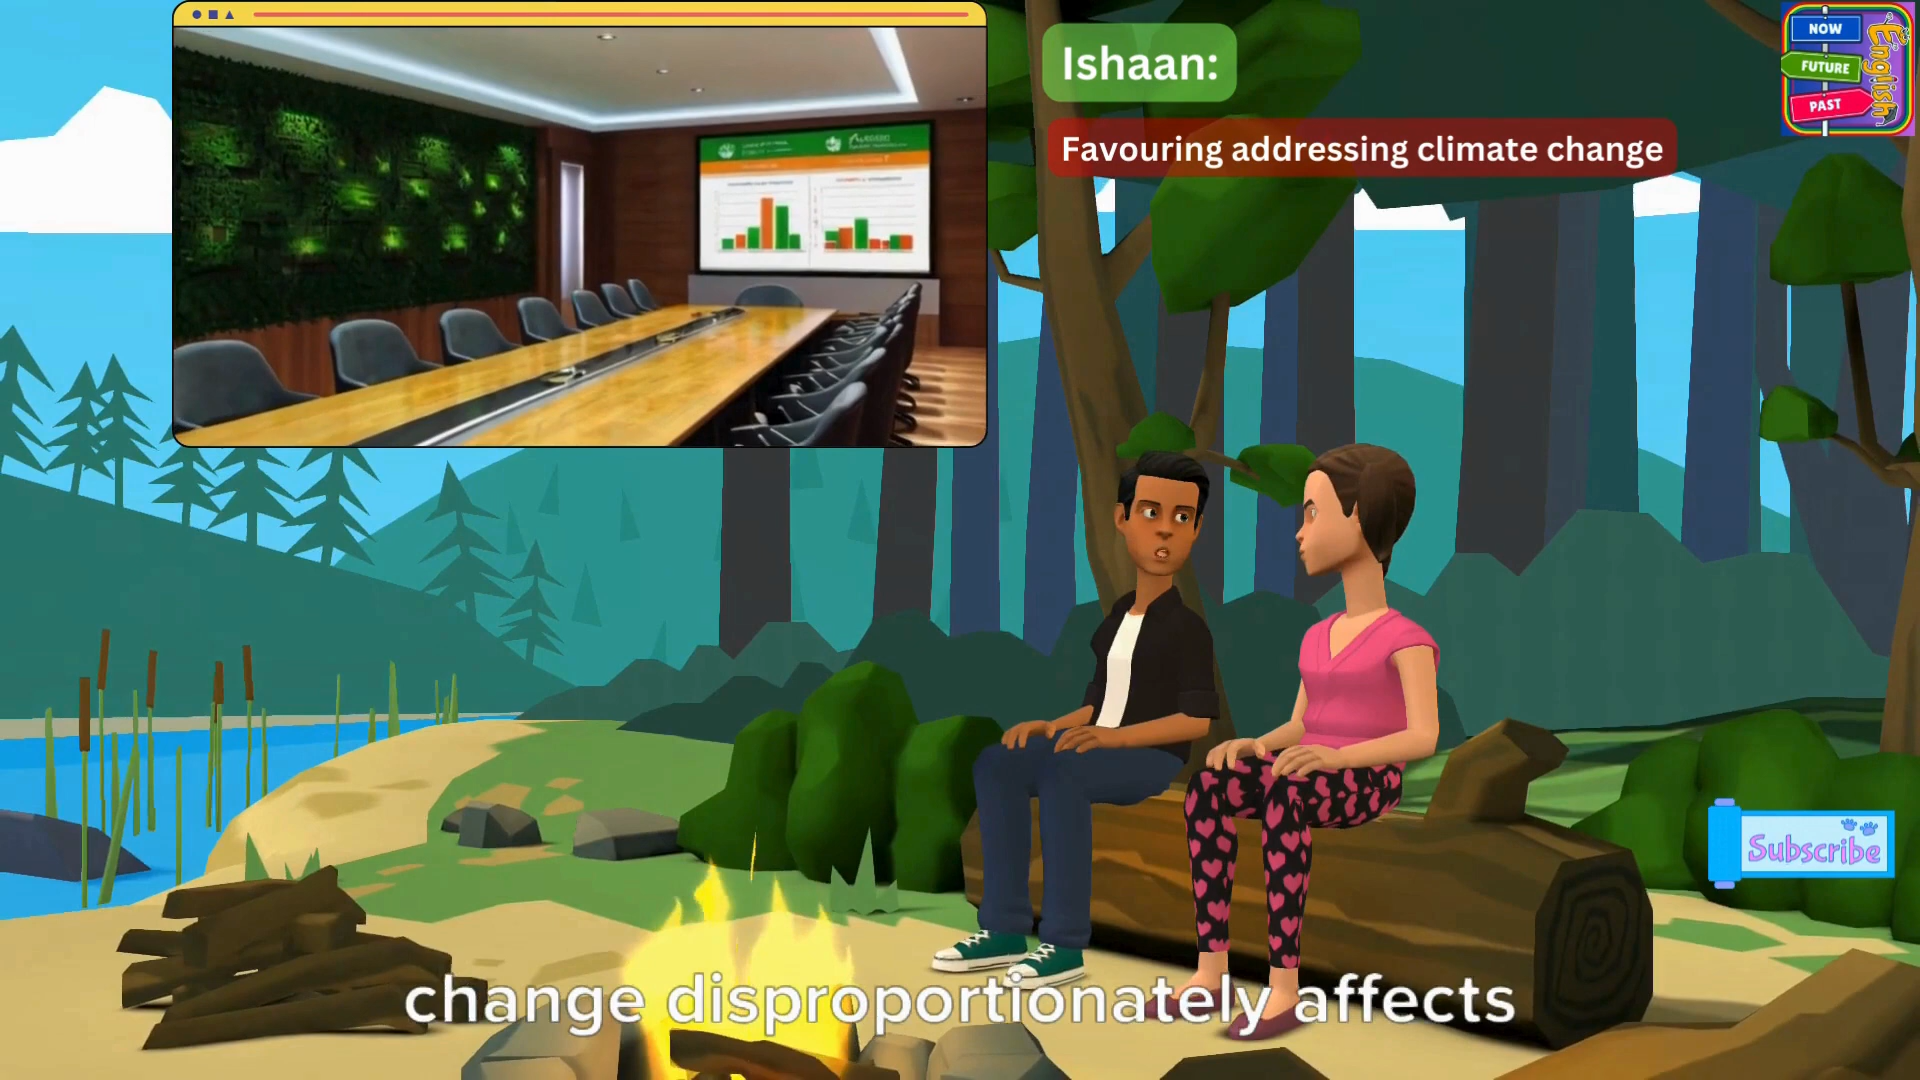 Ishaan:
Favouring addressing climate change
NOW
FUTURE
PAST
English
Subscribe
change disproportionately affects